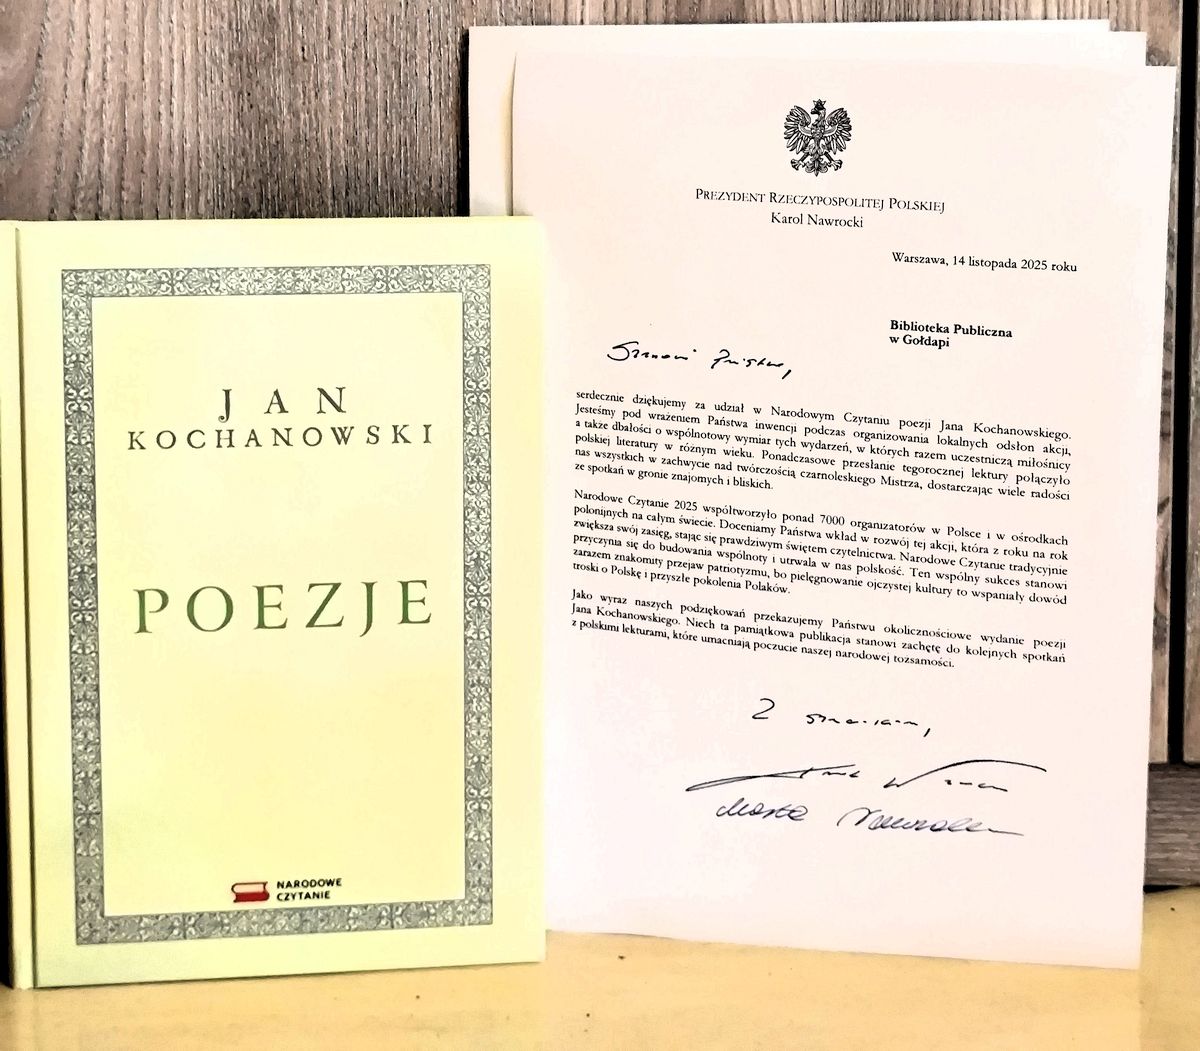 JAN
KOCHANOWSKI
POEZJE
NARODOWE
CZYTANIE
PREZYDENT RZECZYPOSPOLITEJ POLSKIEJ
Karol Nawrocki
Warszawa, 14 listopada 2025 roku
Biblioteka Publiczna
w Gołdapi
Szanowni Państwo,
serdecznie dziękujemy za udział w Narodowym Czytaniu poezji Jana Kochanowskiego.
Jesteśmy pod wrażeniem Państwa inwencji podczas organizowania lokalnych odsłon akcji,
a także dbałości o wspólnotowy wymiar tych wydarzeń, w których razem uczestniczą miłośnicy
polskiej literatury w różnym wieku. Ponadczasowe przesłanie tegorocznej lektury połączyło
nas wszystkich w zachwycie nad twórczością czarnoleskiego Mistrza, dostarczając wiele radości
ze spotkań w gronie znajomych i bliskich.
Narodowe Czytanie 2025 współtworzyło ponad 7000 organizatorów w Polsce i w ośrodkach
polonijnych na całym świecie. Doceniamy Państwa wkład w rozwój tej akcji, która z roku na rok
zwiększa swój zasięg, stając się prawdziwym świętem czytelnictwa. Narodowe Czytanie tradycyjnie
przyczynia się do budowania wspólnoty i utrwala w nas polskość. Ten wspólny sukces stanowi
zarazem znakomity przejaw patriotyzmu, bo pielęgnowanie ojczystej kultury to wspaniały dowód
troski o Polskę i przyszłe pokolenia Polaków.
Jako wyraz naszych podziękowań przekazujemy Państwu okolicznościowe wydanie poezji
Jana Kochanowskiego. Niech ta pamiątkowa publikacja stanowi zachętę do kolejnych spotkań
z polskimi lekturami, które umacniają poczucie naszej narodowej tożsamości.
Z szacunkiem,
Marta Nawrocka